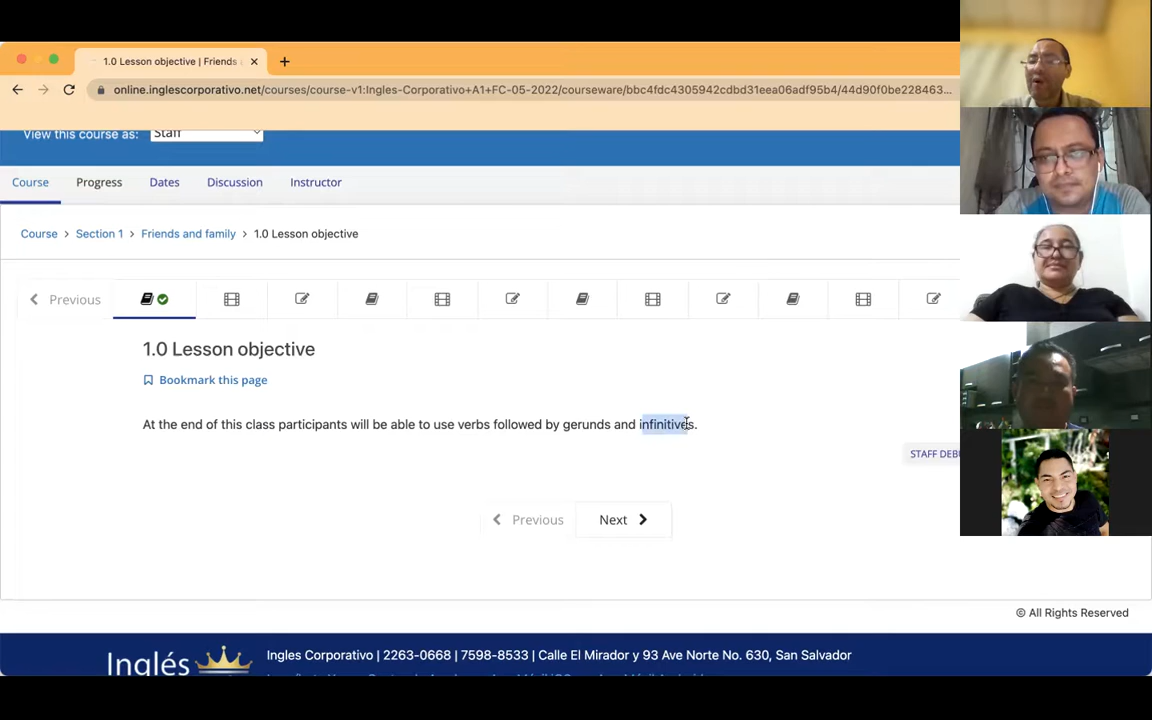 1.0 Lesson objective | Friends
online.inglescorporativo.net/courses/course-v1:Ingles-Corporativo+A1+FC-05-2022/courseware/bbc4fdc4305942cdbd31eea06adf95b4/44d90f0be228463...
View this course as: Staff
Course Progress Dates Discussion Instructor
Course > Section 1 > Friends and family > 1.0 Lesson objective
Previous
1.0 Lesson objective
Bookmark this page
At the end of this class participants will be able to use verbs followed by gerunds and infinitives.
STAFF
Previous Next
© All Rights Reserved
Inglés
Ingles Corporativo | 2263-0668 | 7598-8533 | Calle El Mirador y 93 Ave Norte No. 630, San Salvador